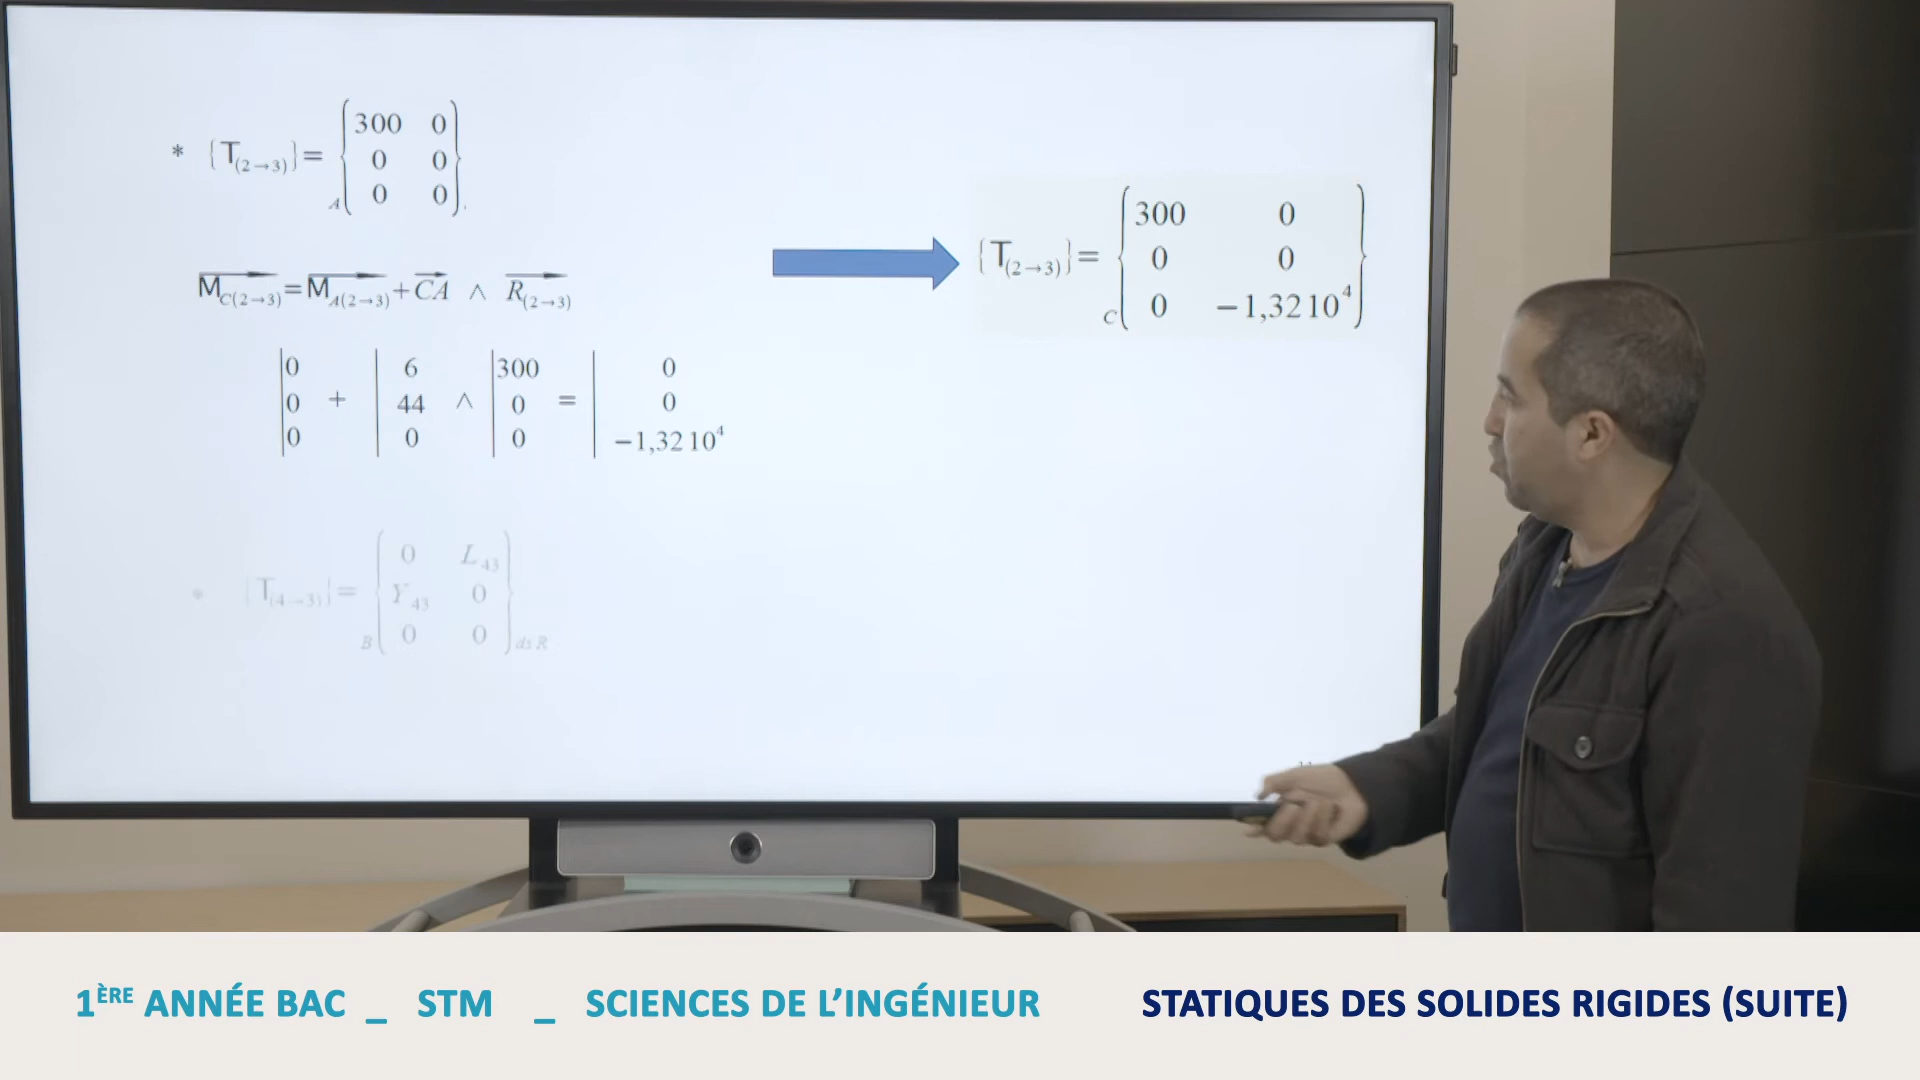 * {T(2→3)} = A { 300 0
0 0
0 0 }
M C(2→3) = M A(2→3) + CA ∧ R (2→3)
0 6 300 0
0 + 44 ∧ 0 = 0
0 0 0 −1,32 10⁴
{T(2→3)} = C { 300 0
0 0
0 −1,32 10⁴ }
* {T(4→3)} = B { 0 L43
Y43 0
0 0 } ds R
1ÈRE ANNÉE BAC _ STM _ SCIENCES DE L'INGÉNIEUR STATIQUES DES SOLIDES RIGIDES (SUITE)